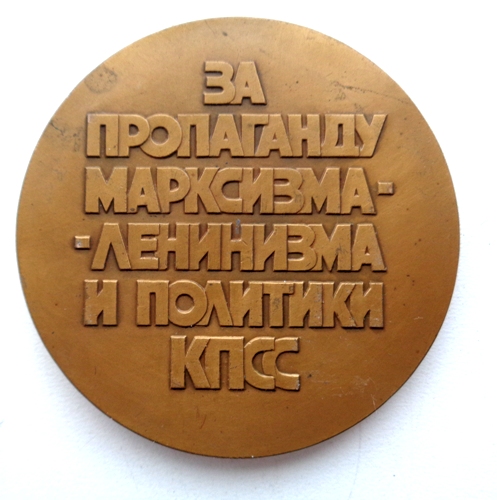 ЗА
ПРОПАГАНДУ
МАРКСИЗМА-
-ЛЕНИНИЗМА
И ПОЛИТИКИ
КПСС